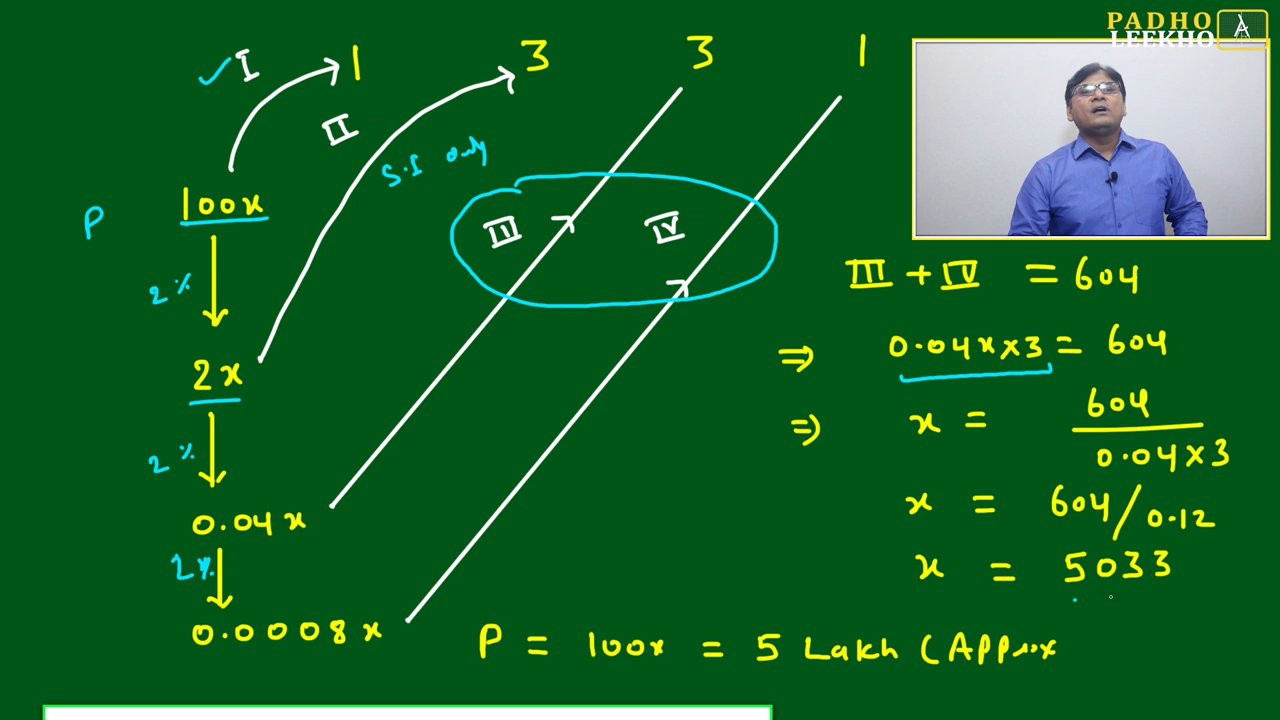 PADHO
LEEKHO
I 1 3 3 1
II
S.I only
P 100x
III IV
2%
III + IV = 604
⇒ 0.04x×3 = 604
2x
⇒ x = 604 / 0.04×3
2%
x = 604/0.12
0.04x
x = 5033
2%
0.0008x
P = 100x = 5 Lakh (Approx